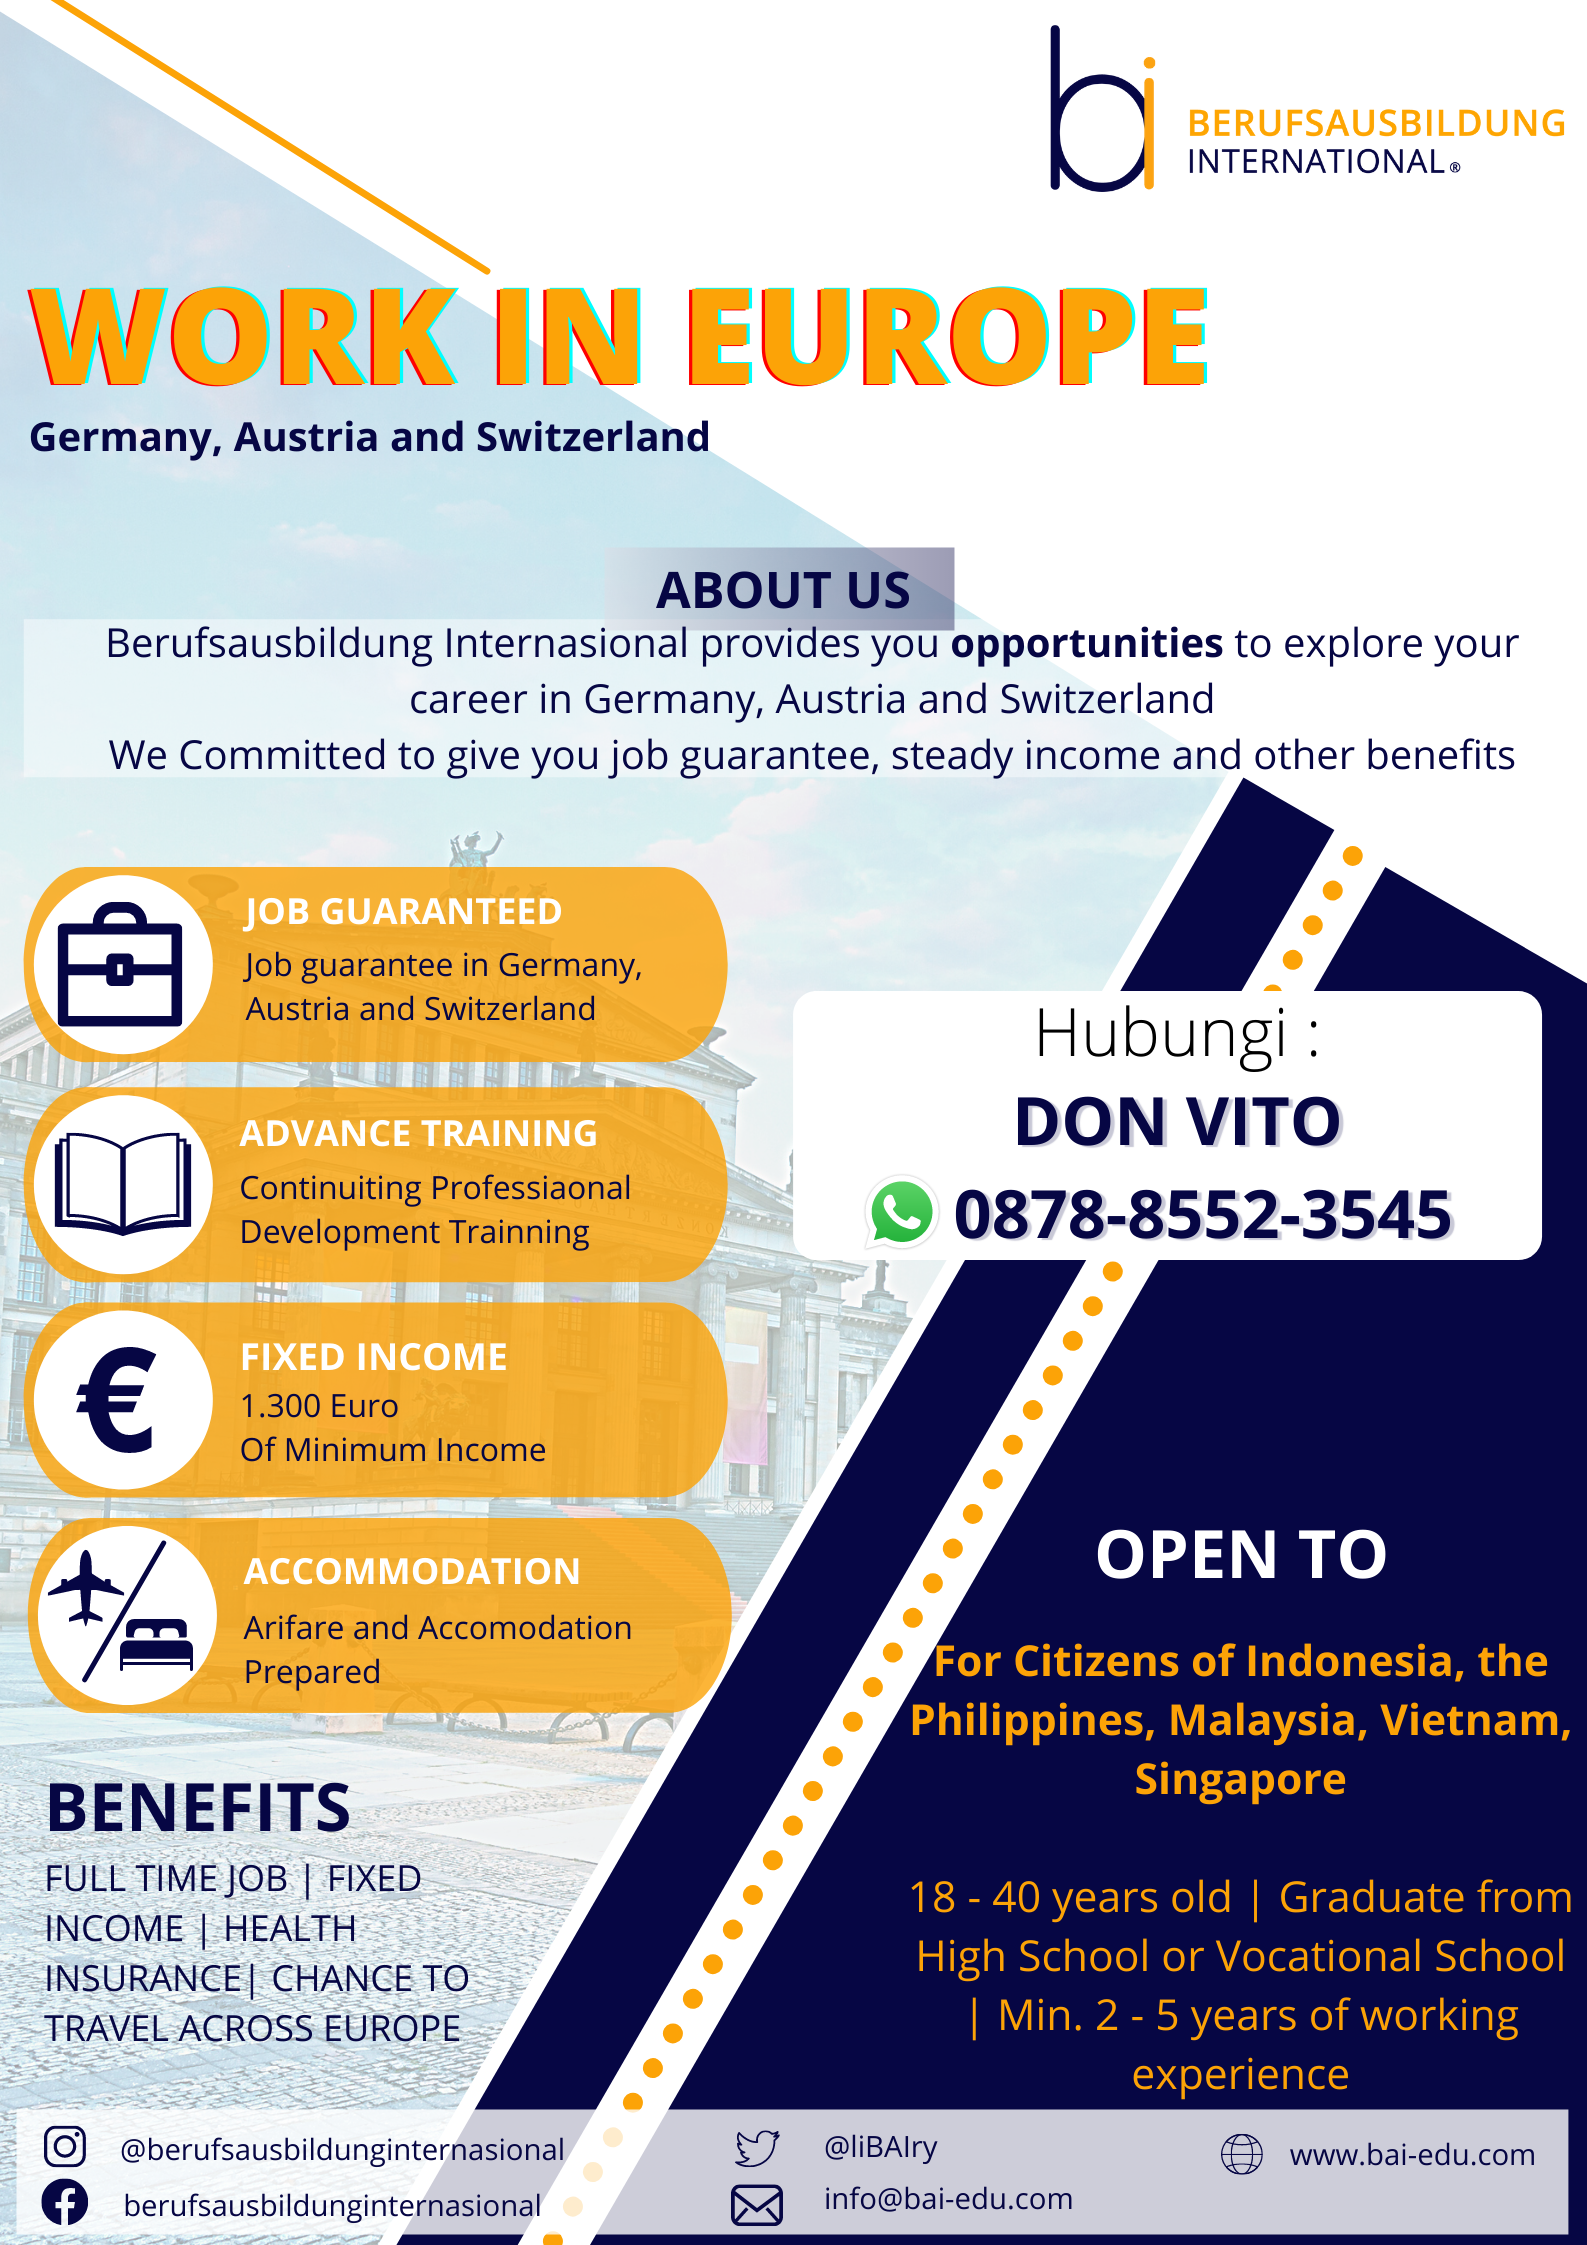 bi
BERUFSAUSBILDUNG
INTERNATIONAL®
WORK IN EUROPE
Germany, Austria and Switzerland
ABOUT US
Berufsausbildung Internasional provides you opportunities to explore your
career in Germany, Austria and Switzerland
We Committed to give you job guarantee, steady income and other benefits
JOB GUARANTEED
Job guarantee in Germany,
Austria and Switzerland
ADVANCE TRAINING
Continuiting Professiaonal
Development Trainning
€
FIXED INCOME
1.300 Euro
Of Minimum Income
ACCOMMODATION
Arifare and Accomodation
Prepared
BENEFITS
FULL TIME JOB | FIXED
INCOME | HEALTH
INSURANCE| CHANCE TO
TRAVEL ACROSS EUROPE
Hubungi :
DON VITO
0878-8552-3545
OPEN TO
For Citizens of Indonesia, the
Philippines, Malaysia, Vietnam,
Singapore
18 - 40 years old | Graduate from
High School or Vocational School
| Min. 2 - 5 years of working
experience
@berufsausbildunginternasional
berufsausbildunginternasional
@liBAIry
info@bai-edu.com
www.bai-edu.com